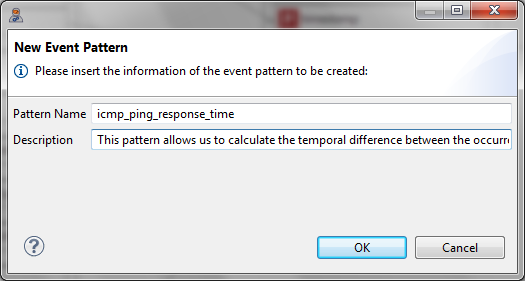 New Event Pattern
Please insert the information of the event pattern to be created:
Pattern Name icmp_ping_response_time
Description This pattern allows us to calculate the temporal difference between the
OK Cancel